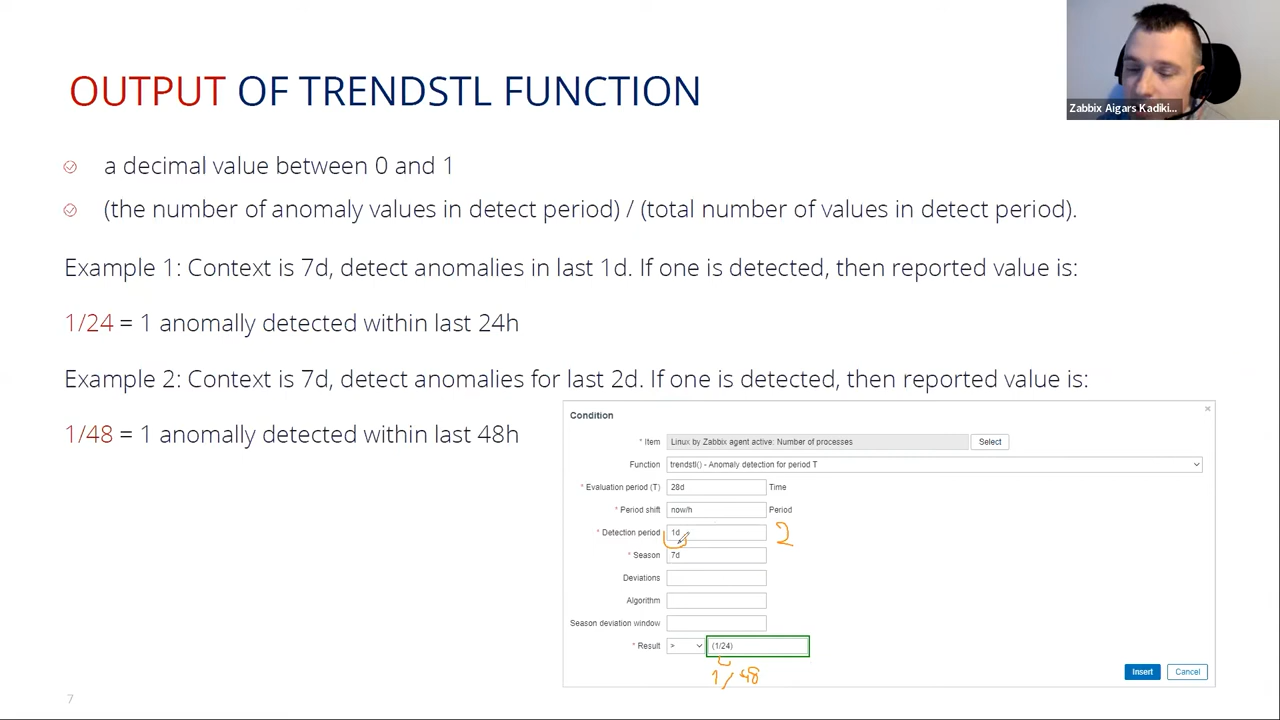 OUTPUT OF TRENDSTL FUNCTION
Zabbix Aigars Kadiki...
a decimal value between 0 and 1
(the number of anomaly values in detect period) / (total number of values in detect period).
Example 1: Context is 7d, detect anomalies in last 1d. If one is detected, then reported value is:
1/24 = 1 anomally detected within last 24h
Example 2: Context is 7d, detect anomalies for last 2d. If one is detected, then reported value is:
1/48 = 1 anomally detected within last 48h
Condition
* Item Linux by Zabbix agent active: Number of processes Select
Function trendstl() - Anomaly detection for period T
* Evaluation period (T) 28d Time
* Period shift now/h Period
* Detection period 1d 2
* Season 7d
Deviations
Algorithm
Season deviation window
* Result > (1/24)
1/48
Insert Cancel
7